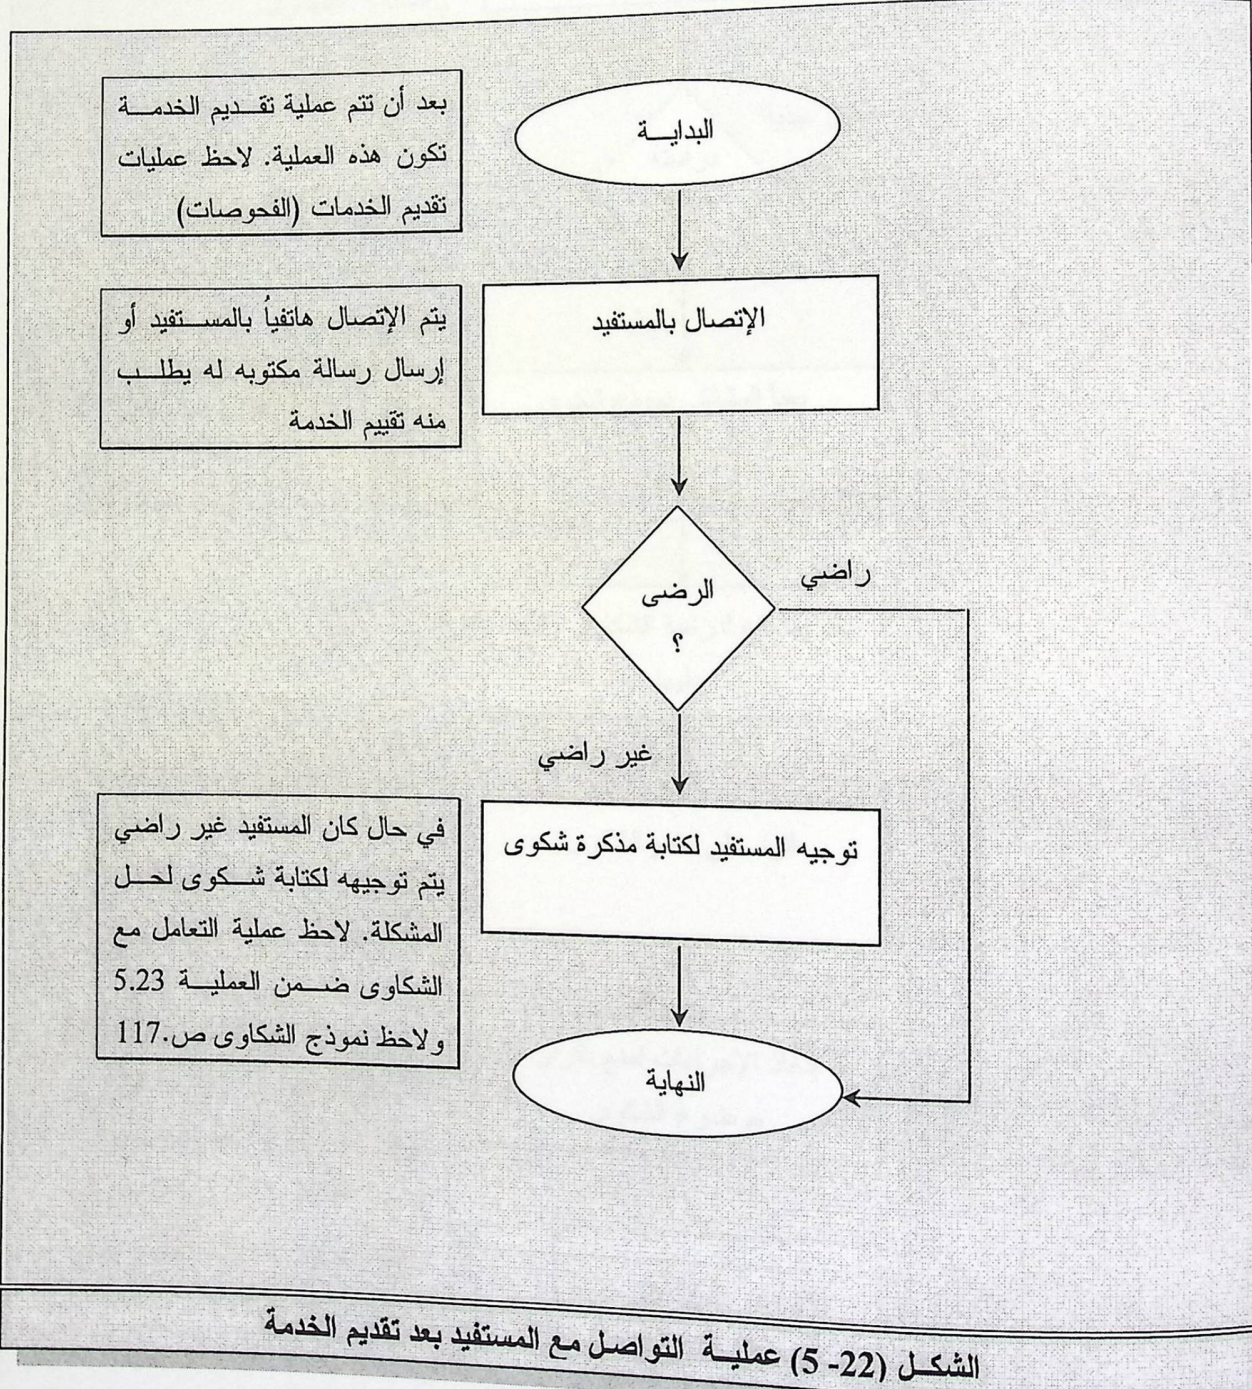 البداية
بعد أن تتم عملية تقديم الخدمة
تكون هذه العملية. لاحظ عمليات
تقديم الخدمات (الفحوصات)
الإتصال بالمستفيد
يتم الإتصال هاتفياً بالمستفيد أو
إرسال رسالة مكتوبه له يطلب
منه تقييم الخدمة
الرضى
؟
راضي
غير راضي
توجيه المستفيد لكتابة مذكرة شكوى
في حال كان المستفيد غير راضي
يتم توجيهه لكتابة شكوى لحل
المشكلة. لاحظ عملية التعامل مع
الشكاوى ضمن العملية 5.23
ولاحظ نموذج الشكاوى ص.117
النهاية
الشكل (22- 5) عملية التواصل مع المستفيد بعد تقديم الخدمة